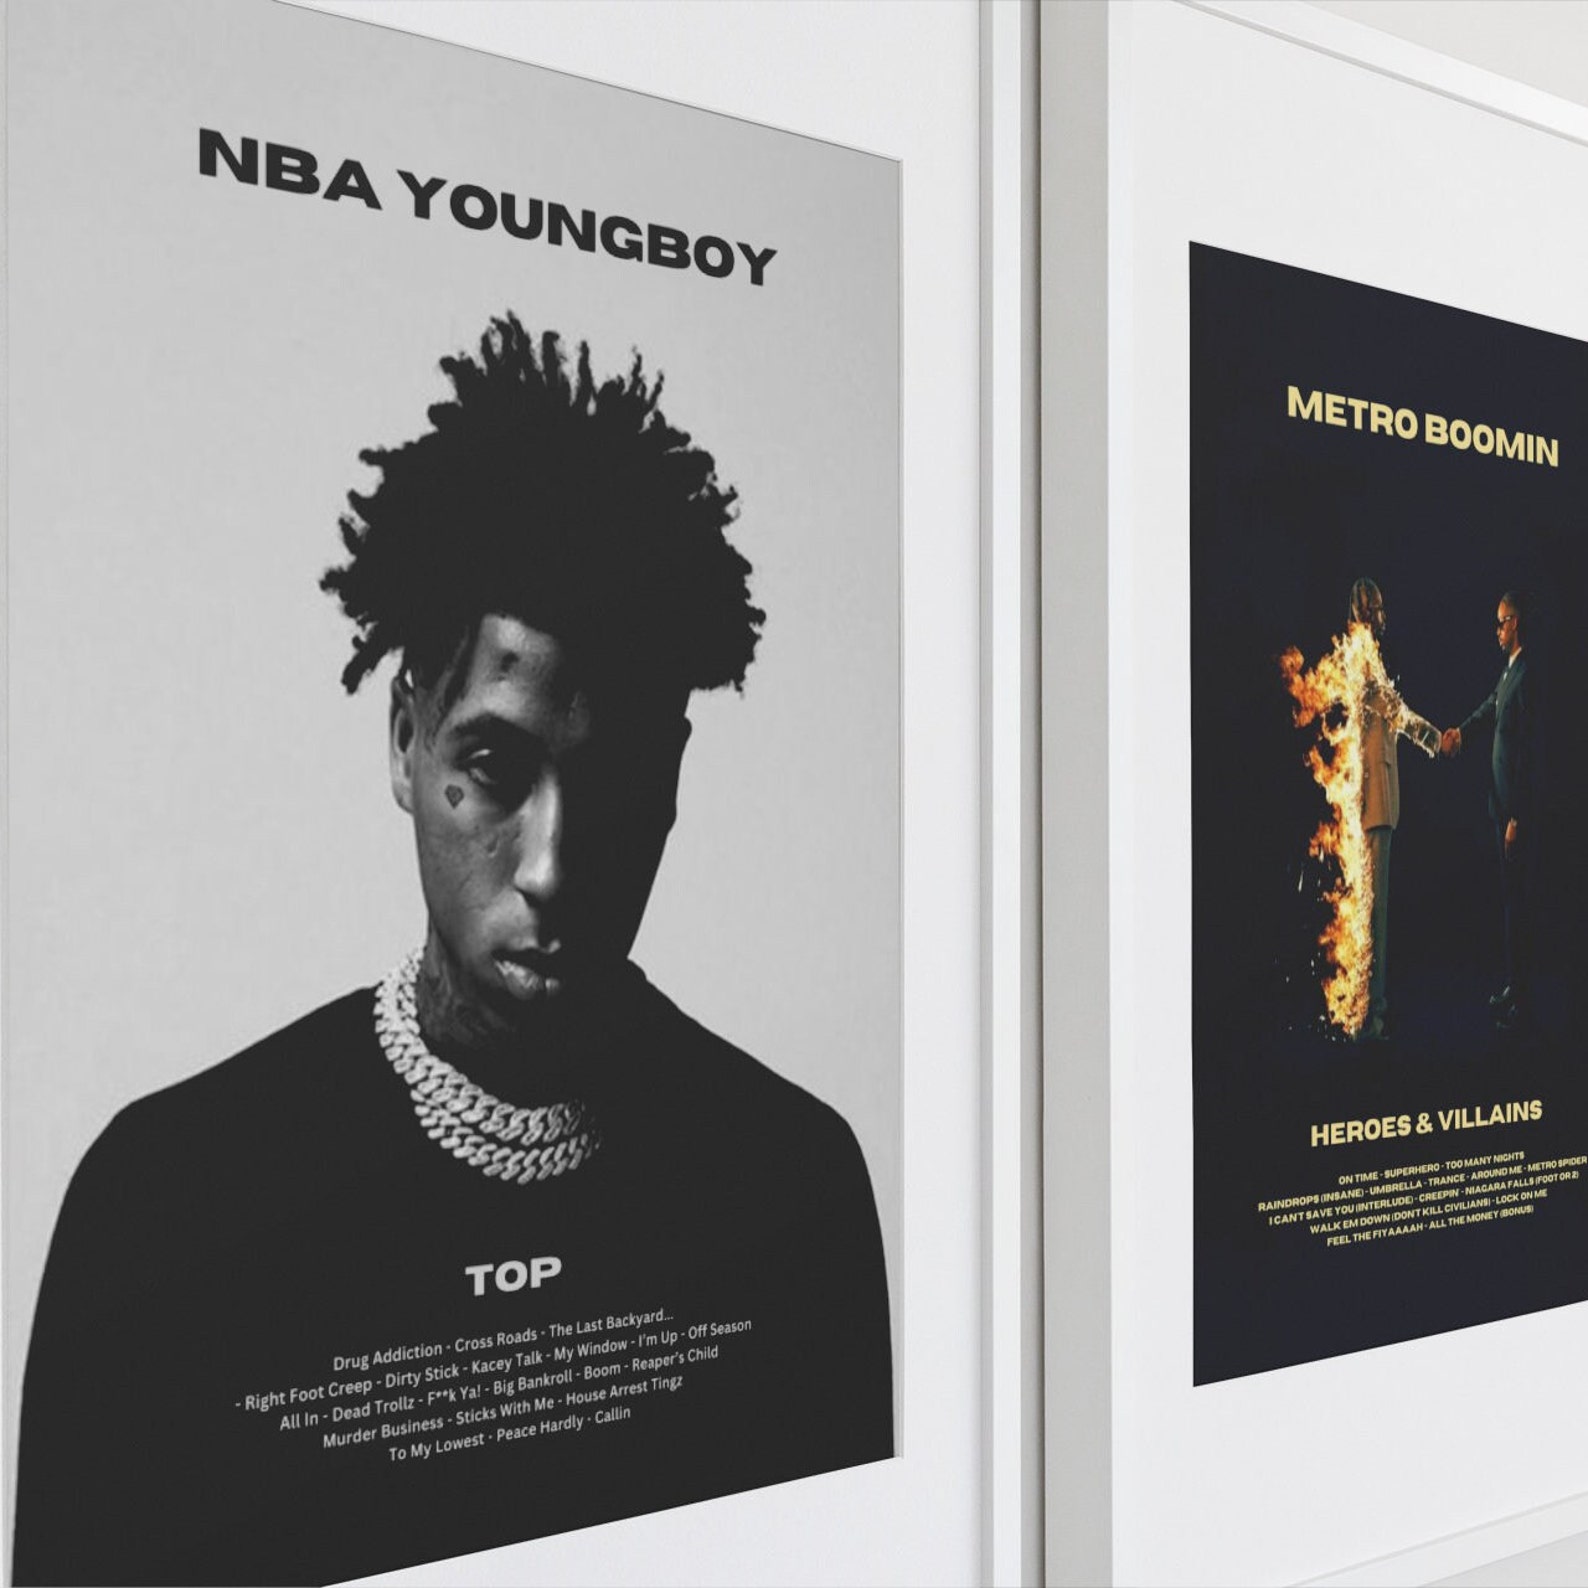 NBA YOUNGBOY
TOP
Drug Addiction - Cross Roads - The Last Backyard...
- Right Foot Creep - Dirty Stick - Kacey Talk - My Window - I'm Up - Off Season
All In - Dead Trollz - F**k Ya! - Big Bankroll - Boom - Reaper's Child
Murder Business - Sticks With Me - House Arrest Tingz
To My Lowest - Peace Hardly - Callin
METRO BOOMIN
HEROES & VILLAINS
ON TIME - SUPERHERO - TOO MANY NIGHTS
RAINDROPS (INSANE) - UMBRELLA - TRANCE - AROUND ME - METRO SPIDER
I CAN'T SAVE YOU (INTERLUDE) - CREEPIN' - NIAGARA FALLS (FOOT OR 2)
WALK EM DOWN (DON'T KILL CIVILIANS) - LOCK ON ME
FEEL THE FIYAAAAH - ALL THE MONEY (BONUS)